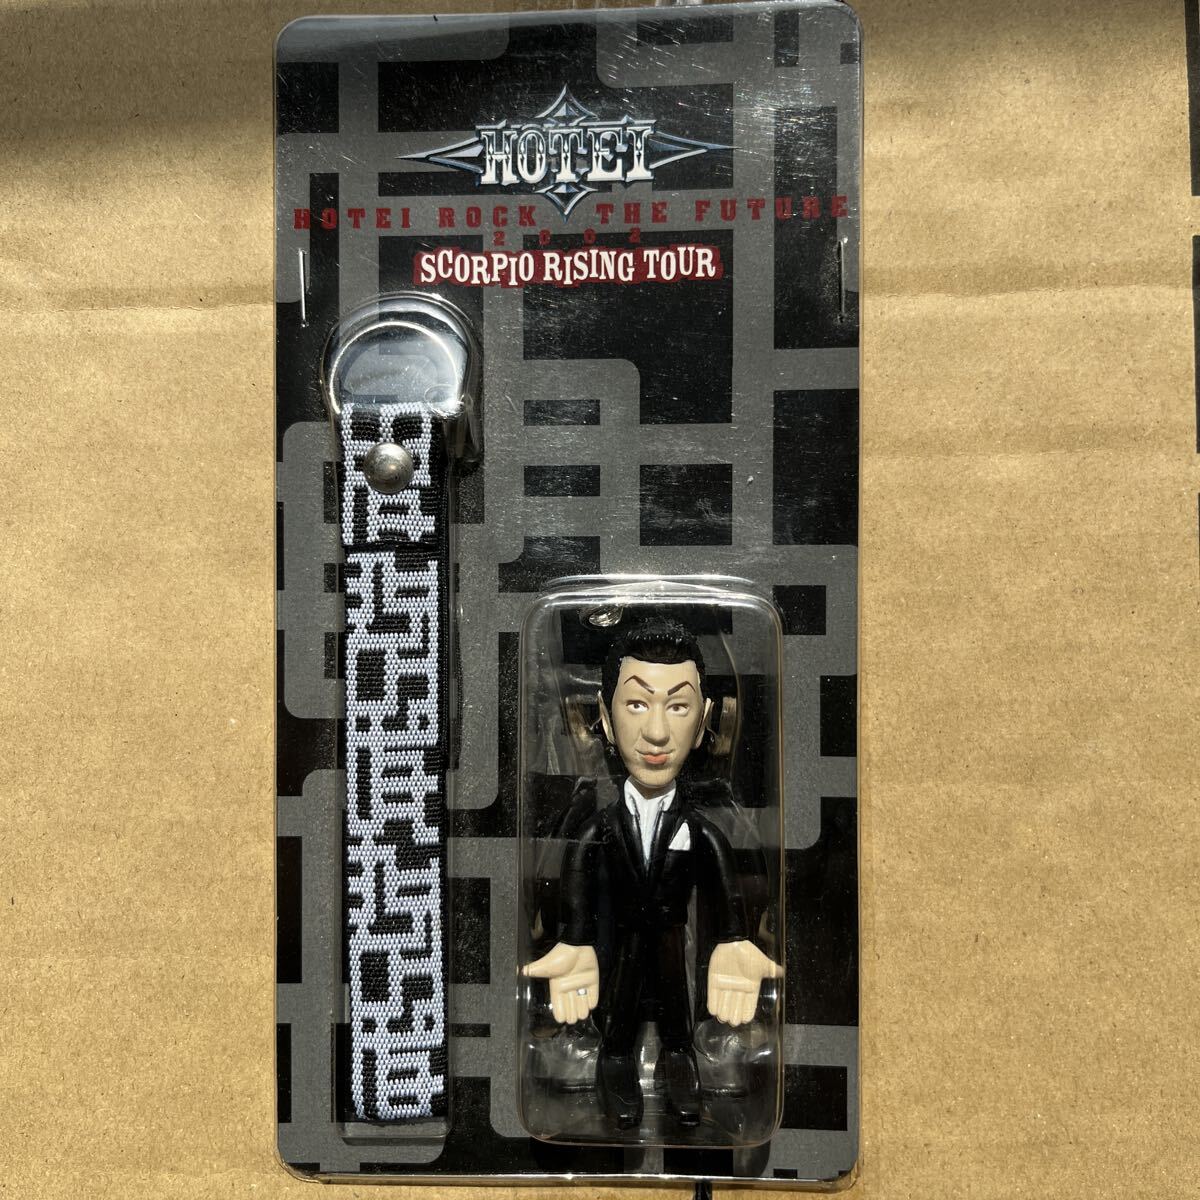 HOTEI
HOTEI ROCK THE FUTURE
2002
SCORPIO RISING TOUR